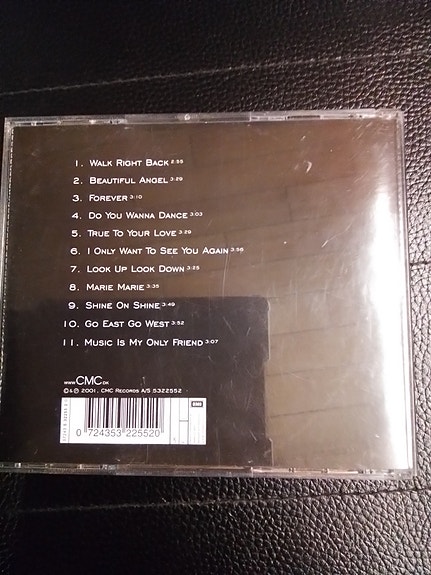 1. Walk Right Back 2:55
2. Beautiful Angel 3:29
3. Forever 3:10
4. Do You Wanna Dance 3:03
5. True To Your Love 3:29
6. I Only Want To See You Again 3:56
7. Look Up Look Down 3:25
8. Marie Marie 3:35
9. Shine On Shine 3:49
10. Go East Go West 3:52
11. Music Is My Only Friend 3:07
www.CMC.dk
©&℗ 2001, CMC Records A/S 5322552
EMI
0 724353 225520